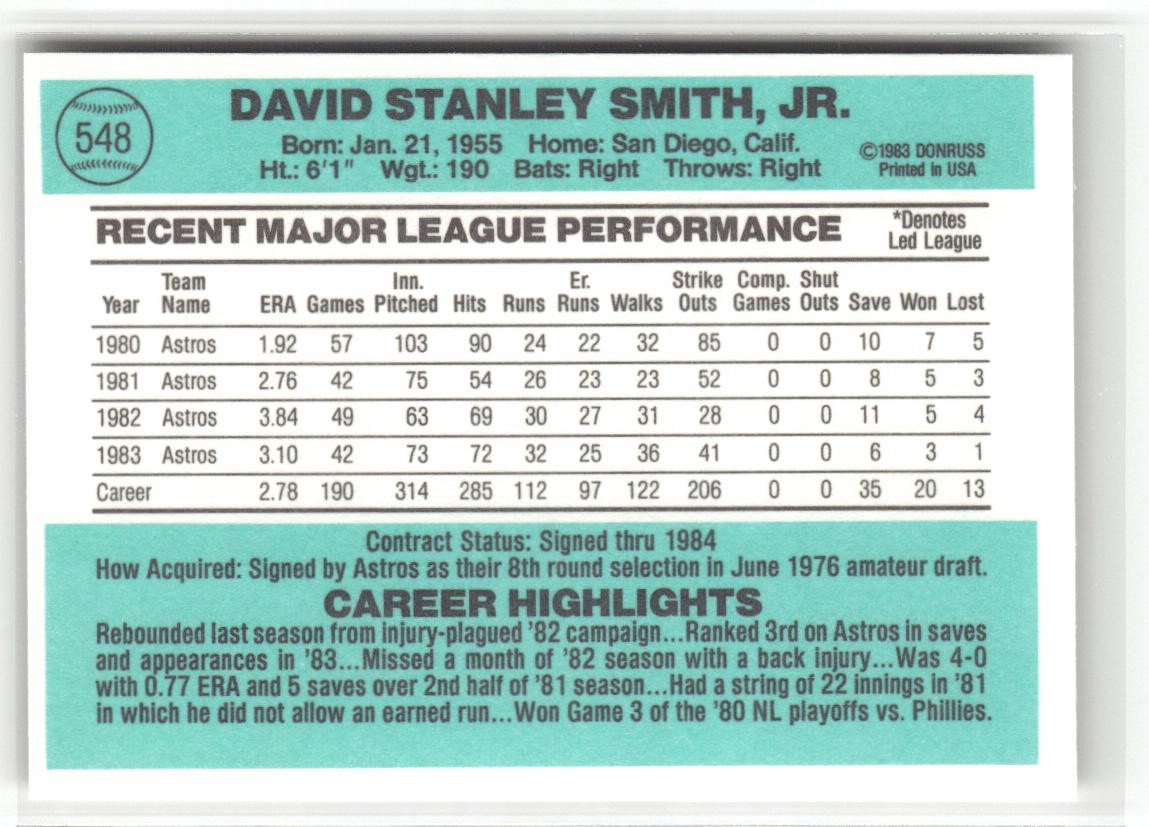 548
DAVID STANLEY SMITH, JR.
Born: Jan. 21, 1955 Home: San Diego, Calif.
Ht.: 6'1" Wgt.: 190 Bats: Right Throws: Right
©1983 DONRUSS
Printed in USA
RECENT MAJOR LEAGUE PERFORMANCE
*Denotes
Led League
Year Team Name ERA Games Inn. Pitched Hits Runs Er. Runs Walks Strike Outs Comp. Games Shut Outs Save Won Lost
1980 Astros 1.92 57 103 90 24 22 32 85 0 0 10 7 5
1981 Astros 2.76 42 75 54 26 23 23 52 0 0 8 5 3
1982 Astros 3.84 49 63 69 30 27 31 28 0 0 11 5 4
1983 Astros 3.10 42 73 72 32 25 36 41 0 0 6 3 1
Career 2.78 190 314 285 112 97 122 206 0 0 35 20 13
Contract Status: Signed thru 1984
How Acquired: Signed by Astros as their 8th round selection in June 1976 amateur draft.
CAREER HIGHLIGHTS
Rebounded last season from injury-plagued '82 campaign...Ranked 3rd on Astros in saves
and appearances in '83...Missed a month of '82 season with a back injury...Was 4-0
with 0.77 ERA and 5 saves over 2nd half of '81 season...Had a string of 22 innings in '81
in which he did not allow an earned run...Won Game 3 of the '80 NL playoffs vs. Phillies.